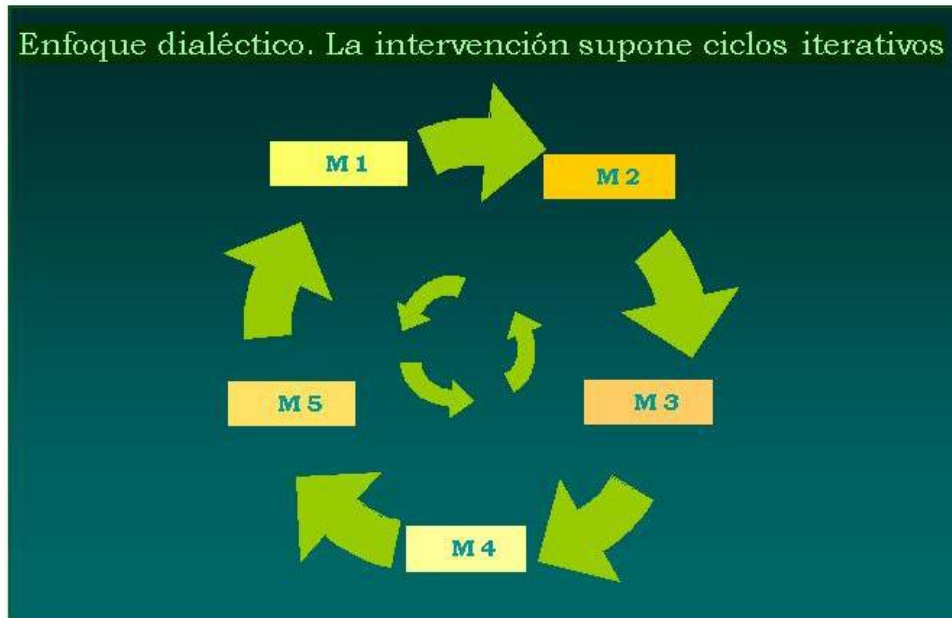 Enfoque dialéctico. La intervención supone ciclos iterativos
M 1
M 2
M 3
M 4
M 5